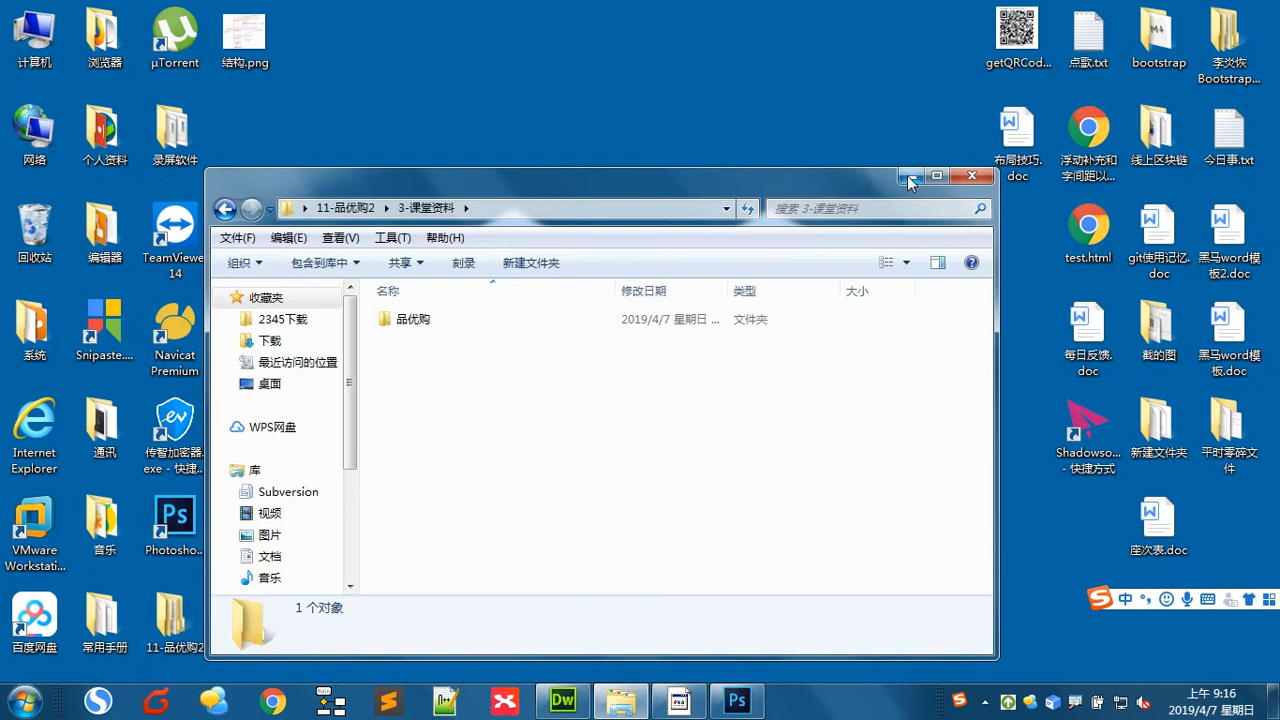 计算机
浏览器
µTorrent
结构.png
getQRCod...
点歌.txt
bootstrap
李炎恢
Bootstrap...
网络
个人资料
录屏软件
布局技巧.
doc
浮动补充和
字间距以...
线上区块链
今日事.txt
11-品优购2
3-课堂资料
搜索 3-课堂资料
文件(F)
编辑(E)
查看(V)
工具(T)
帮助(H)
回收站
编辑器
TeamViewe
14
组织
包含到库中
共享
刻录
新建文件夹
test.html
git使用记忆.
doc
黑马word模
板2.doc
名称
修改日期
类型
大小
收藏夹
2345下载
品优购
2019/4/7 星期日 ...
文件夹
下载
最近访问的位置
桌面
系统
Snipaste....
Navicat
Premium
每日反馈.
doc
截的图
黑马word模
板.doc
WPS网盘
库
Subversion
视频
图片
文档
音乐
Internet
Explorer
通讯
传智加密器.
exe - 快捷...
Shadowso...
- 快捷方式
新建文件夹
平时零碎文
件
VMware
Workstati...
音乐
Ps
Photosho...
座次表.doc
1 个对象
中
百度网盘
常用手册
11-品优购2
Dw
Ps
上午 9:16
2019/4/7 星期日